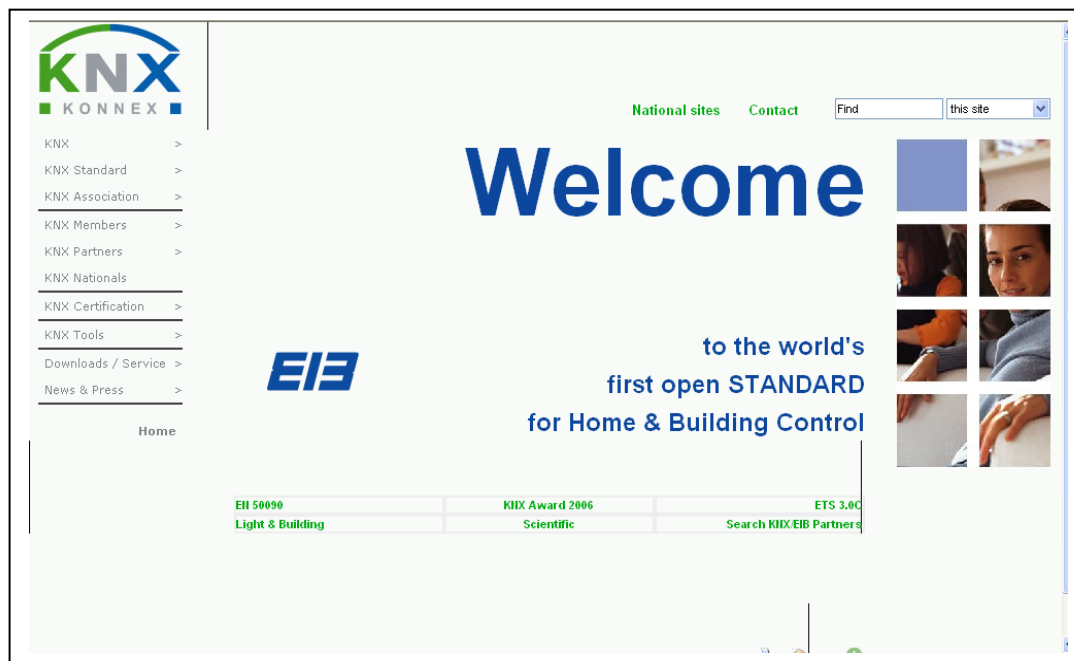 KNX
KONNEX
National sites
Contact
Find
this site
KNX >
KNX Standard >
KNX Association >
KNX Members >
KNX Partners >
KNX Nationals
KNX Certification >
KNX Tools >
Downloads / Service >
News & Press >
Home
Welcome
EIB
to the world's
first open STANDARD
for Home & Building Control
EN 50090
KNX Award 2006
ETS 3.0C
Light & Building
Scientific
Search KNX/EIB Partners